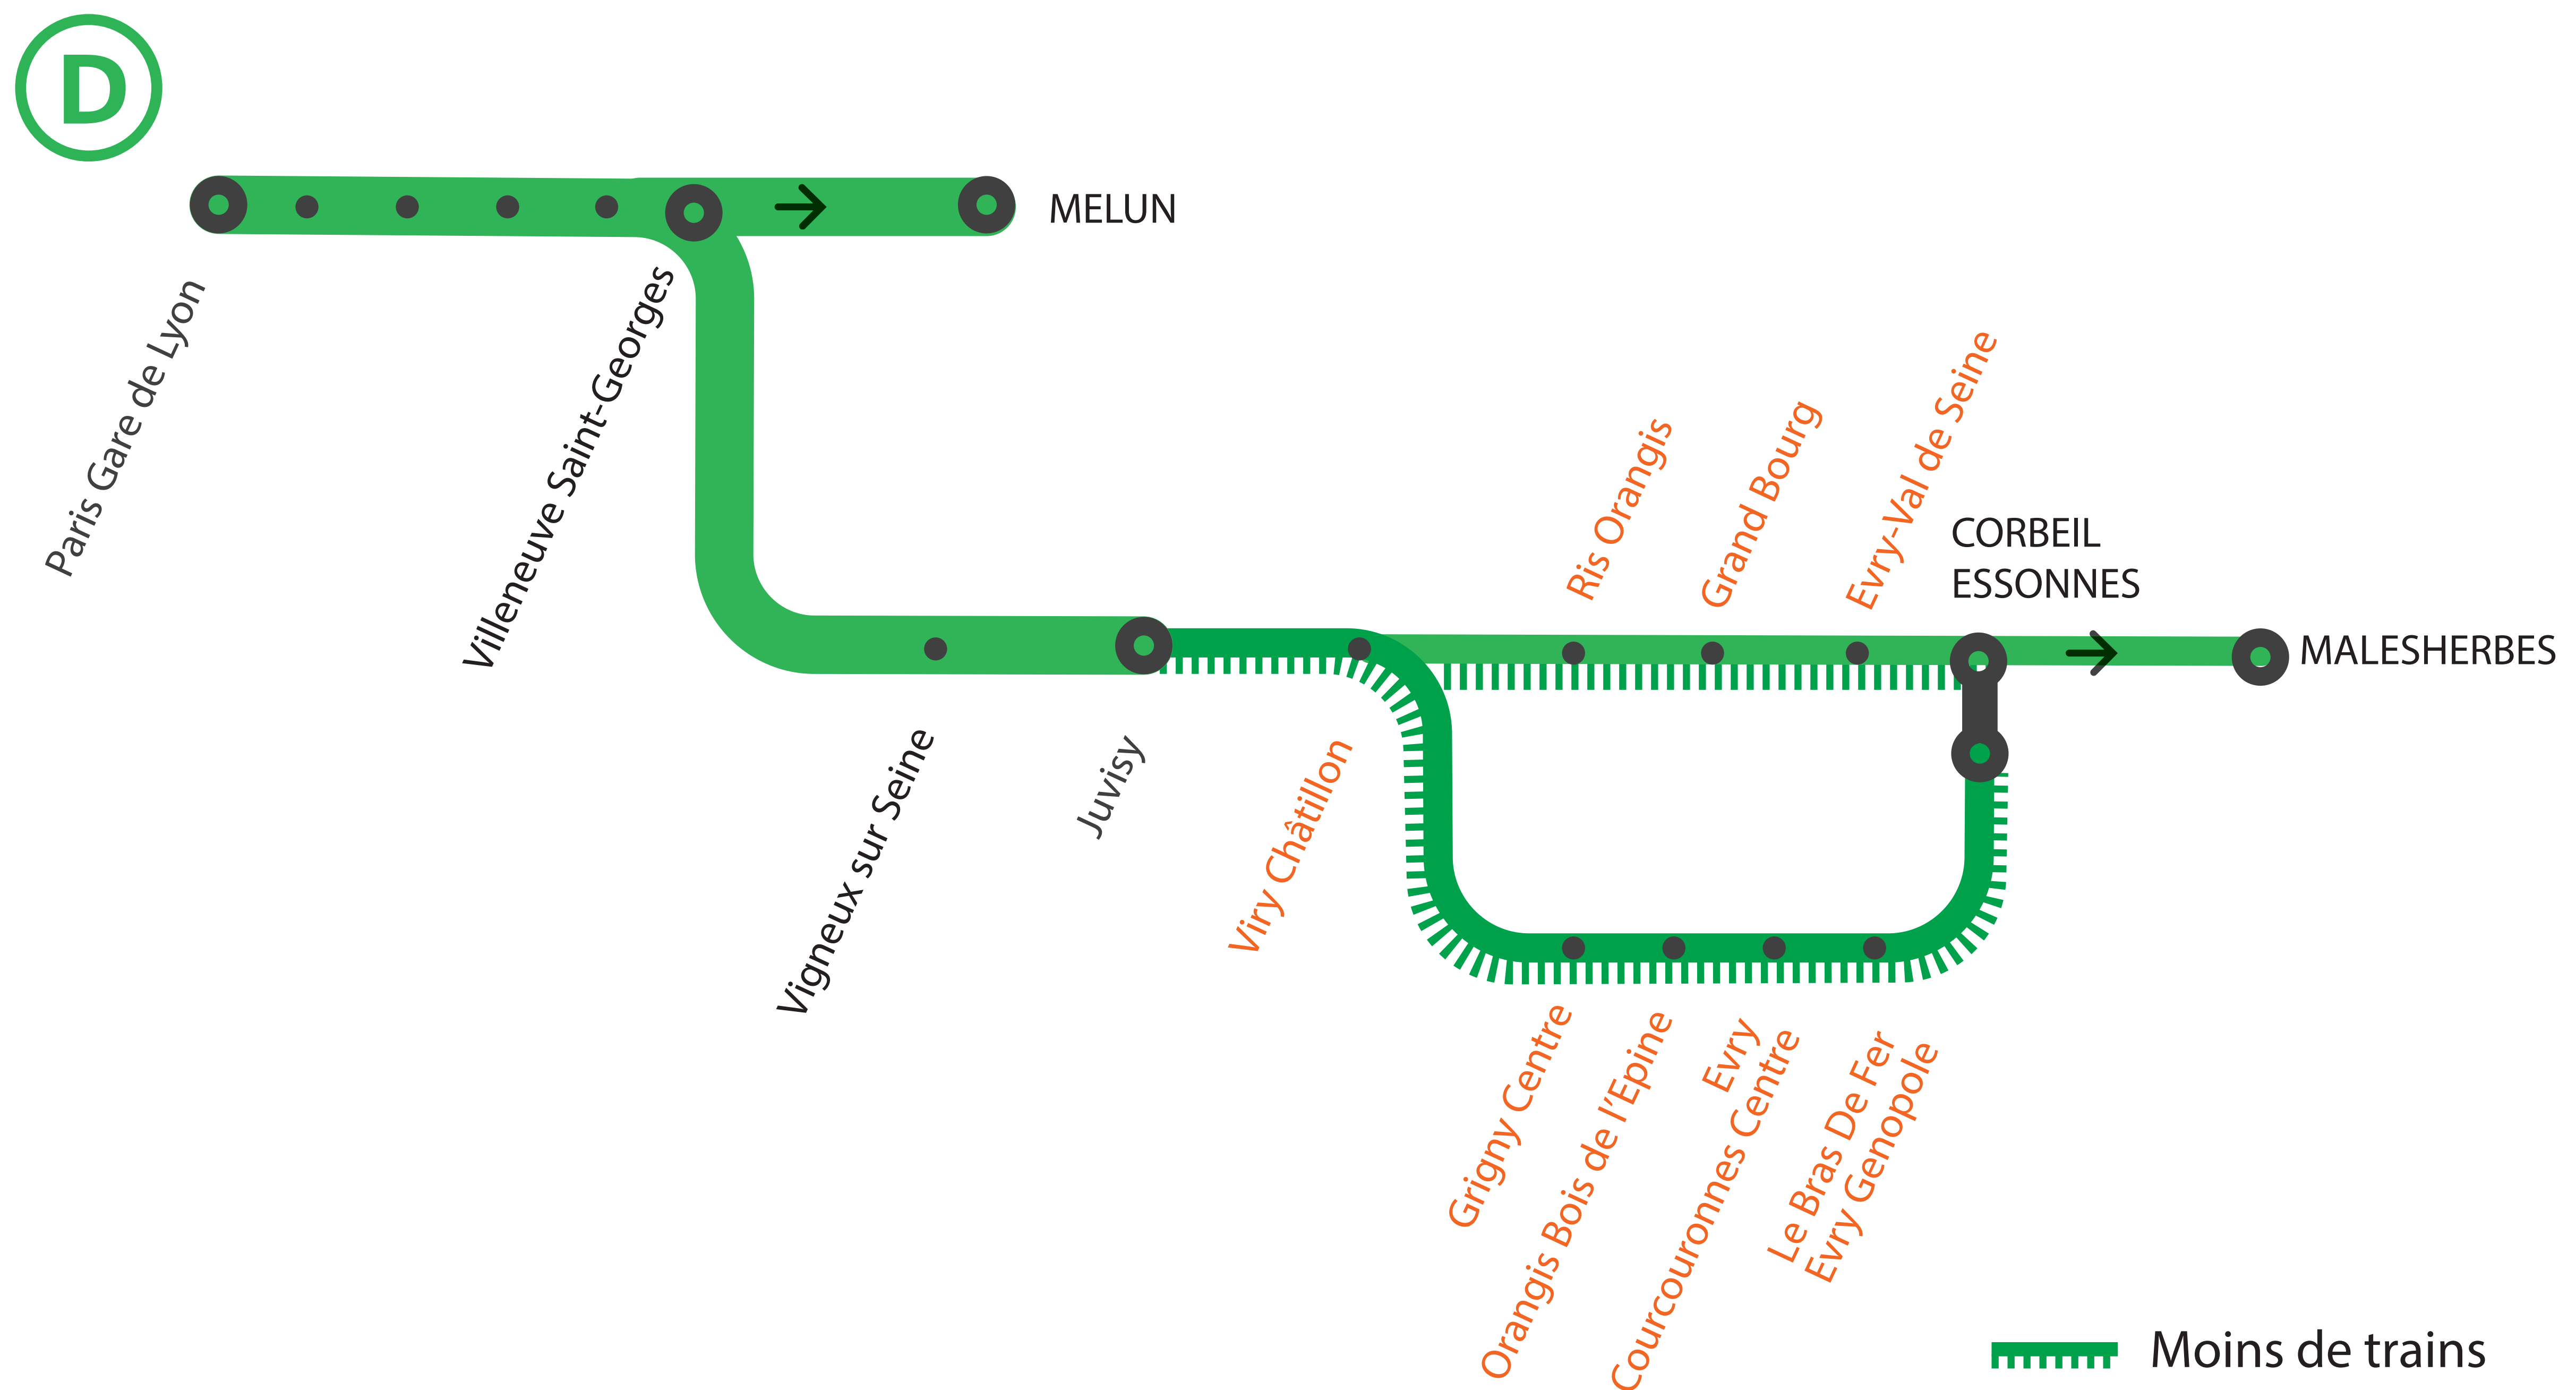 D
MELUN
Paris Gare de Lyon
Villeneuve Saint-Georges
Vigneux sur Seine
Juvisy
Viry Châtillon
Ris Orangis
Grand Bourg
Evry-Val de Seine
CORBEIL
ESSONNES
MALESHERBES
Grigny Centre
Orangis Bois de l'Epine
Evry
Courcouronnes Centre
Le Bras De Fer
Evry Genopole
Moins de trains